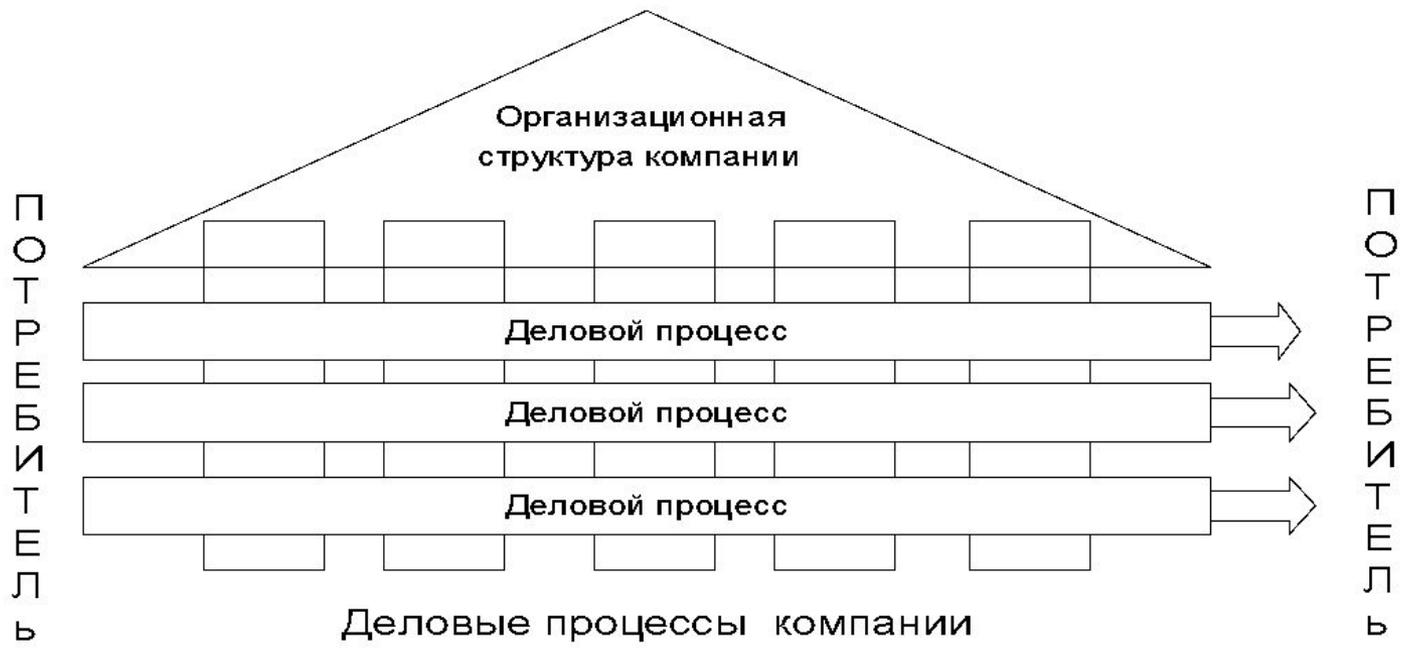 Организационная
структура компании
ПОТРЕБИТЕЛЬ
Деловой процесс
Деловой процесс
Деловой процесс
ПОТРЕБИТЕЛЬ
Деловые процессы компании